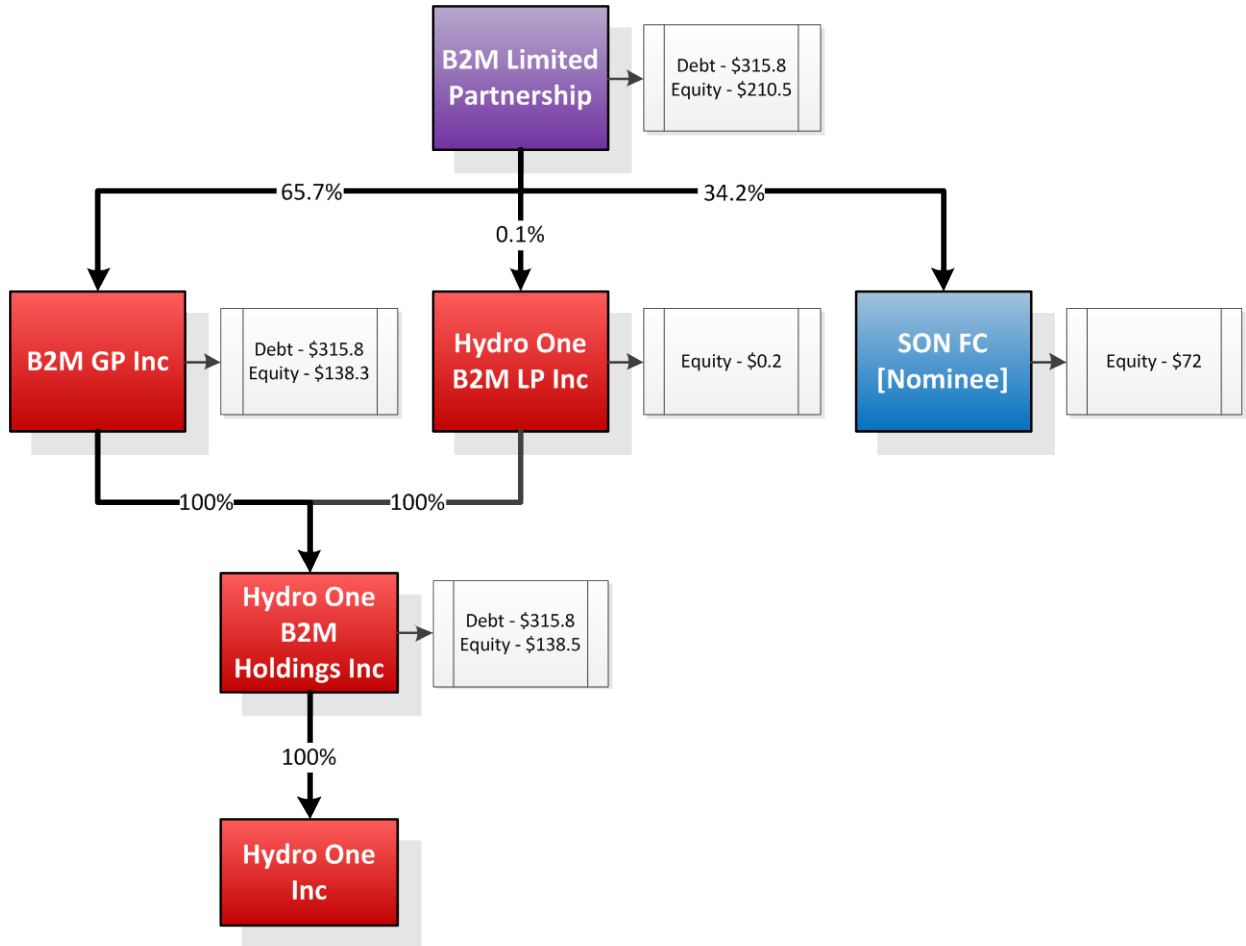 B2M Limited
Partnership
Debt - $315.8
Equity - $210.5
65.7%
34.2%
0.1%
B2M GP Inc
Debt - $315.8
Equity - $138.3
Hydro One
B2M LP Inc
Equity - $0.2
SON FC
[Nominee]
Equity - $72
100%
100%
Hydro One
B2M
Holdings Inc
Debt - $315.8
Equity - $138.5
100%
Hydro One
Inc